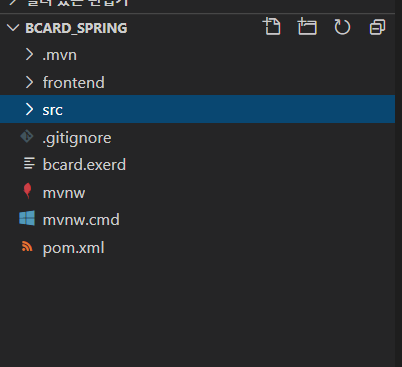 BCARD_SPRING
.mvn
frontend
src
.gitignore
bcard.exerd
mvnw
mvnw.cmd
pom.xml